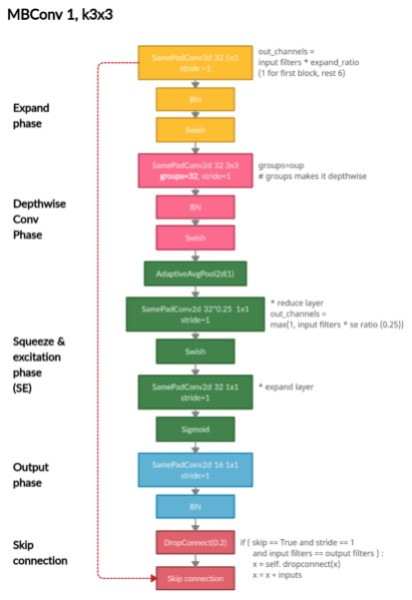 MBConv 1, k3x3
Expand
phase
SamePadConv2d 32 1x1
stride =1
out_channels =
input filters * expand_ratio
(1 for first block, rest 6)
BN
Swish
Depthwise
Conv
Phase
SamePadConv2d 32 3x3
groups=32, stride=1
groups=oup
# groups makes it depthwise
BN
Swish
Squeeze &
excitation
phase
(SE)
AdaptiveAvgPool2d(1)
SamePadConv2d 32*0.25 1x1
stride=1
* reduce layer
out_channels =
max(1, input filters * se ratio (0.25))
Swish
SamePadConv2d 32 1x1
stride=1
* expand layer
Sigmoid
Output
phase
SamePadConv2d 16 1x1
stride=1
BN
Skip
connection
DropConnect(0.2)
if ( skip == True and stride == 1
and input filters == output filters ) :
x = self. dropconnect(x)
x = x + inputs
Skip connection